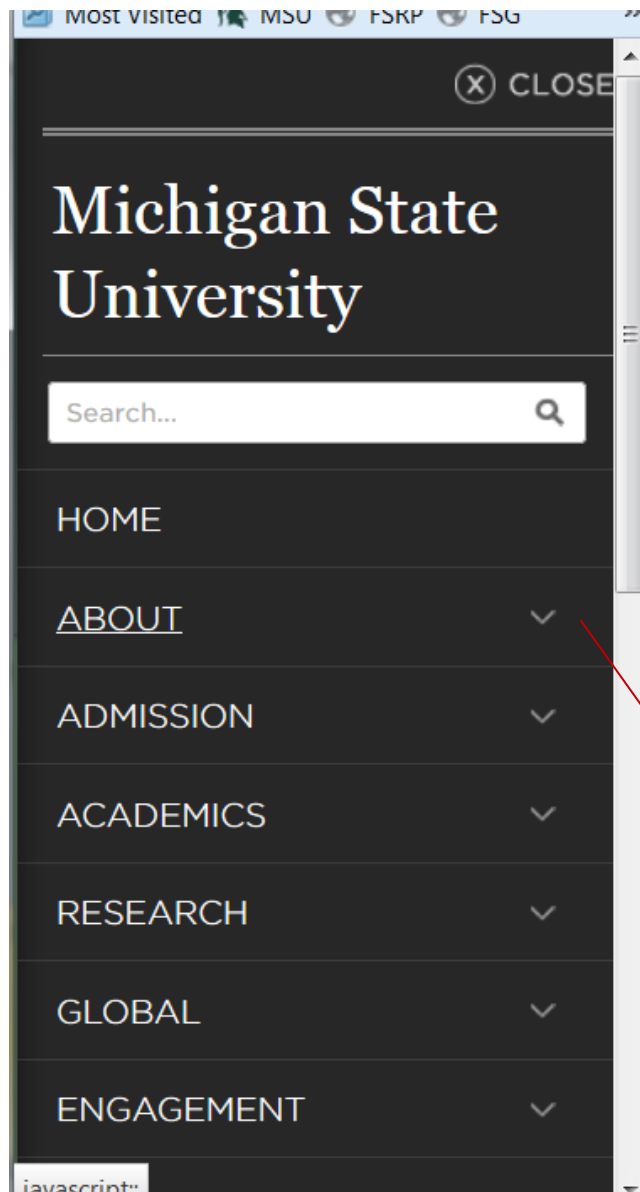 Most Visited MSU FSRP FSG »
X CLOSE
Michigan State
University
Search...
HOME
ABOUT
ADMISSION
ACADEMICS
RESEARCH
GLOBAL
ENGAGEMENT
javascript:;